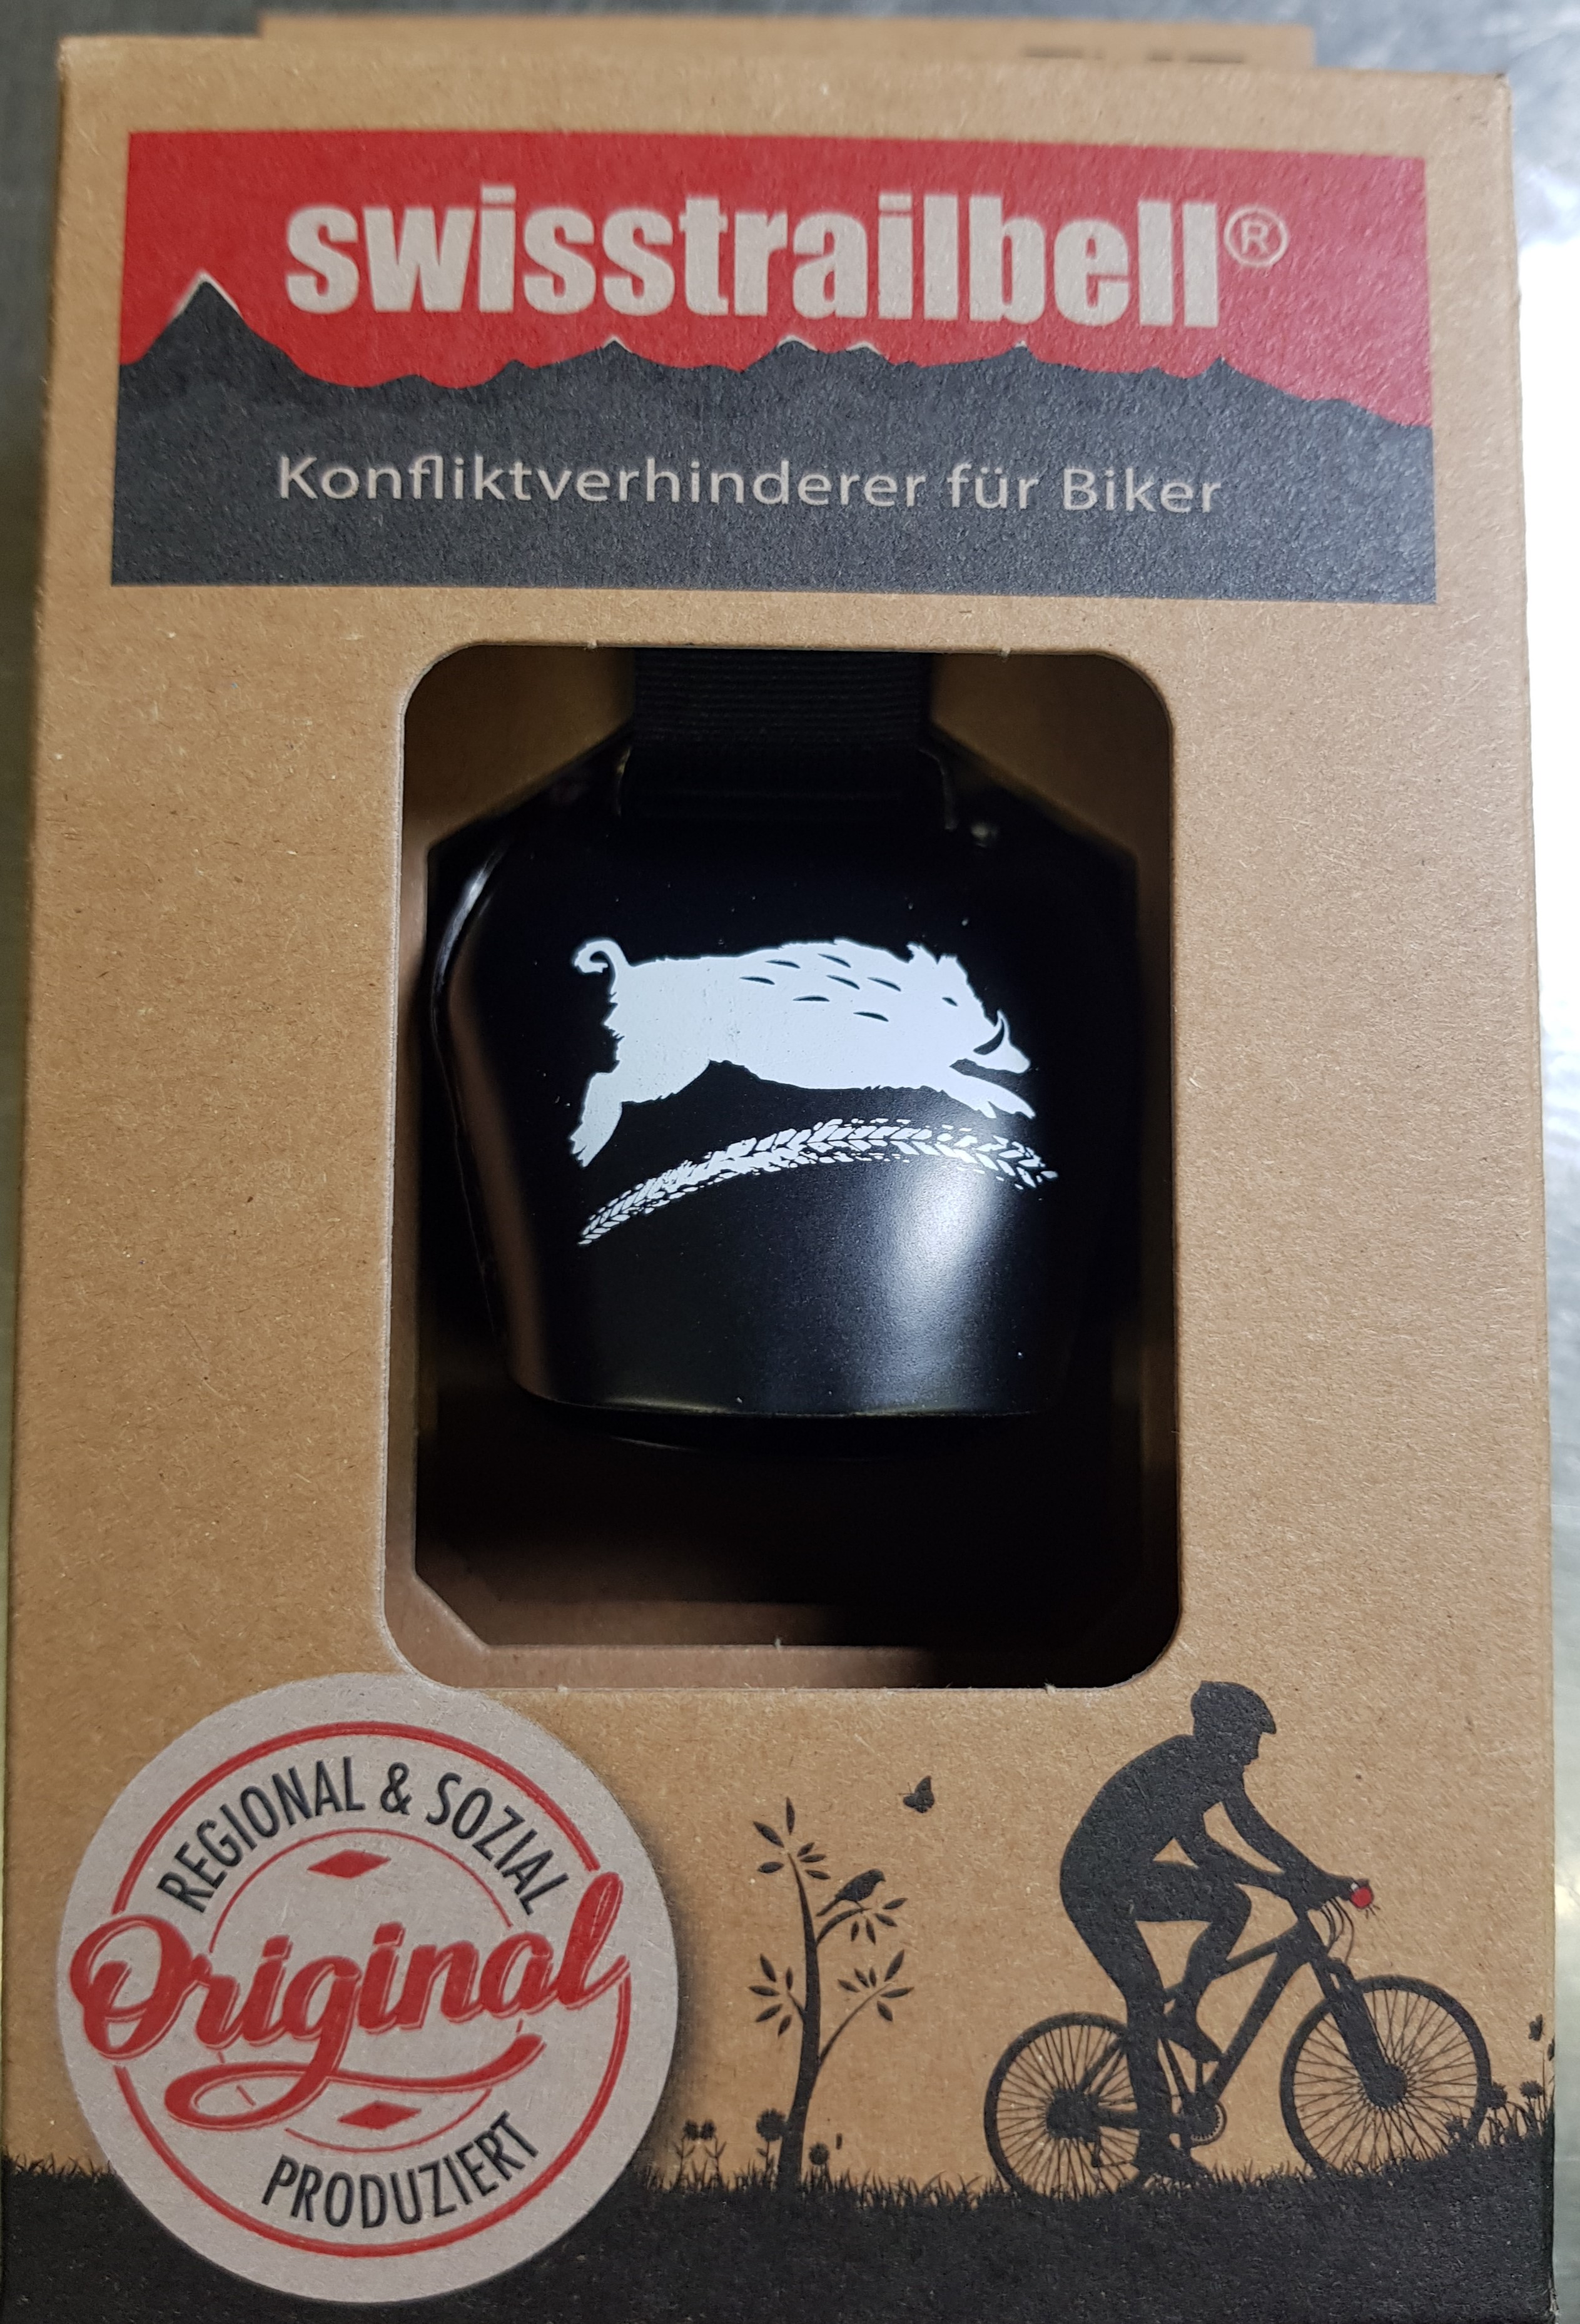 swisstrailbell®
Konfliktverhinderer für Biker
REGIONAL & SOZIAL
Original
PRODUZIERT